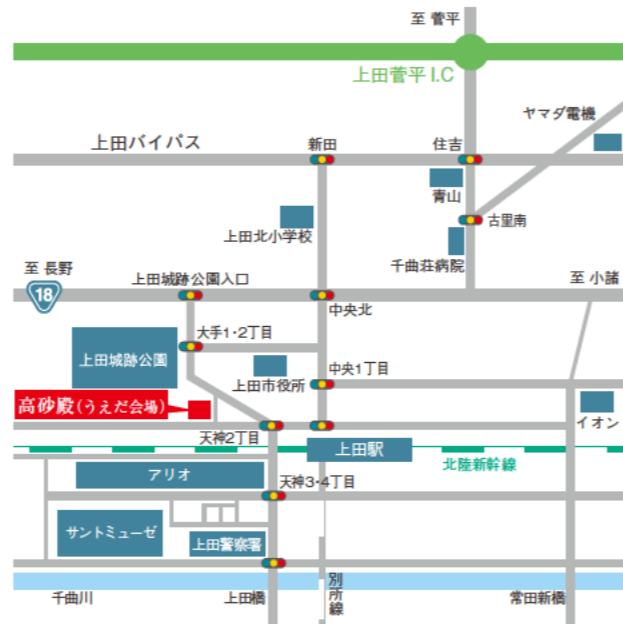 至 菅平
上田菅平 I.C
ヤマダ電機
上田バイパス
新田
住吉
青山
古里南
上田北小学校
千曲荘病院
至 長野
18
上田城跡公園入口
至 小諸
中央北
大手1・2丁目
上田城跡公園
上田市役所
中央1丁目
高砂殿(うえだ会場)
イオン
天神2丁目
上田駅
北陸新幹線
アリオ
天神3・4丁目
サントミューゼ
上田警察署
千曲川
上田橋
別所線
常田新橋